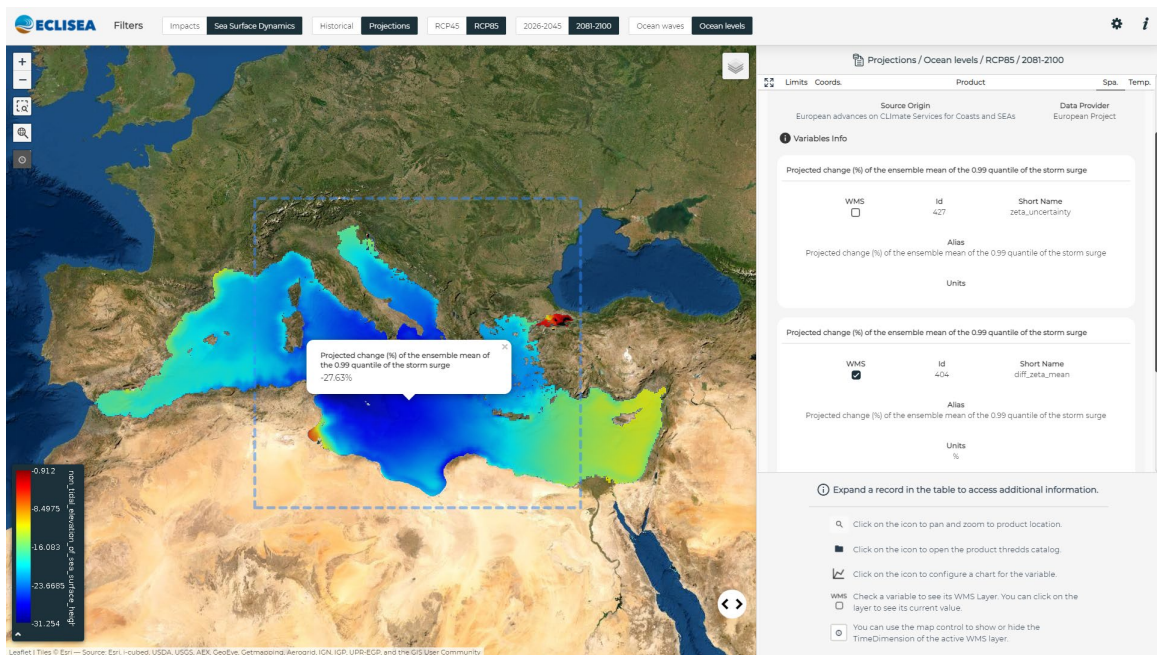 ECLISEA
Filters
Impacts Sea Surface Dynamics
Historical Projections
RCP45 RCP85
2026-2045 2081-2100
Ocean waves Ocean levels
i
+
−
Projected change (%) of the ensemble mean of
the 0.99 quantile of the storm surge
-27.63%
×
-0.912
-8.4975
-16.083
-23.6685
-31.254
non_tidal_elevation_of_sea_surface_heigh
Leaflet | Tiles © Esri — Source: Esri, i-cubed, USDA, USGS, AEX, GeoEye, Getmapping, Aerogrid, IGN, IGP, UPR-EGP, and the GIS User Community
Projections / Ocean levels / RCP85 / 2081-2100
Limits Coords. Product Spa. Temp.
Source Origin Data Provider
European advances on CLImate Services for Coasts and SEAs European Project
Variables Info
Projected change (%) of the ensemble mean of the 0.99 quantile of the storm surge
WMS Id Short Name
427 zeta_uncertainty
Alias
Projected change (%) of the ensemble mean of the 0.99 quantile of the storm surge
Units
Projected change (%) of the ensemble mean of the 0.99 quantile of the storm surge
WMS Id Short Name
404 diff_zeta_mean
Alias
Projected change (%) of the ensemble mean of the 0.99 quantile of the storm surge
Units
%
Expand a record in the table to access additional information.
Click on the icon to pan and zoom to product location.
Click on the icon to open the product thredds catalog.
Click on the icon to configure a chart for the variable.
WMS Check a variable to see its WMS Layer. You can click on the
layer to see its current value.
You can use the map control to show or hide the
TimeDimension of the active WMS layer.